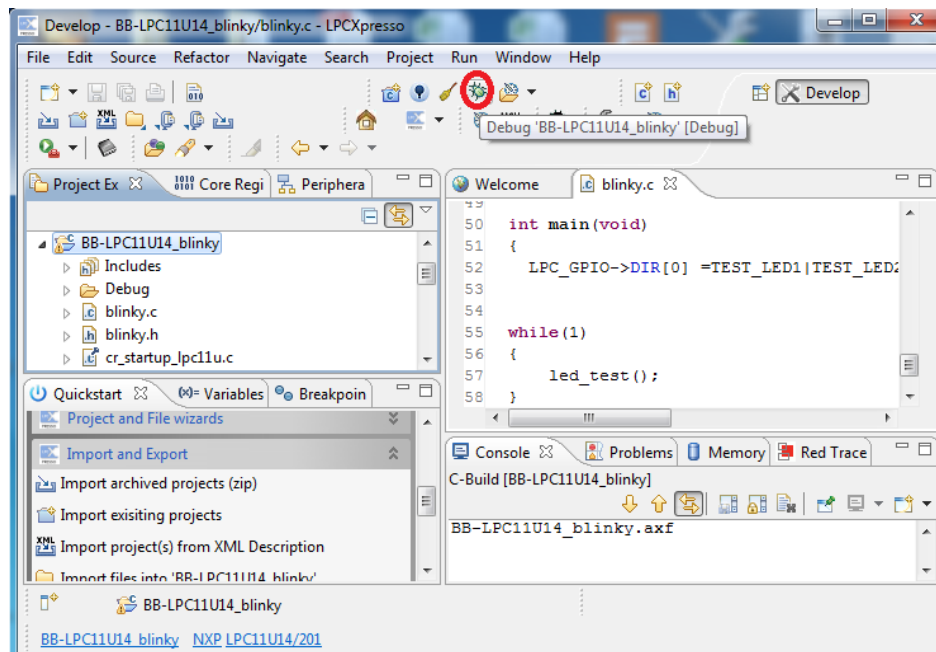 Develop - BB-LPC11U14_blinky/blinky.c - LPCXpresso
File Edit Source Refactor Navigate Search Project Run Window Help
Develop
Debug 'BB-LPC11U14_blinky' [Debug]
Project Ex Core Regi Periphera
BB-LPC11U14_blinky
Includes
Debug
blinky.c
blinky.h
cr_startup_lpc11u.c
Welcome blinky.c
49
50 int main(void)
51 {
52 LPC_GPIO->DIR[0] =TEST_LED1|TEST_LED2
53
54
55 while(1)
56 {
57 led_test();
58 }
Quickstart (x)= Variables Breakpoin
Project and File wizards
Import and Export
Import archived projects (zip)
Import exisiting projects
XML Import project(s) from XML Description
Import files into 'BB-LPC11U14_blinky'
Console Problems Memory Red Trace
C-Build [BB-LPC11U14_blinky]
BB-LPC11U14_blinky.axf
BB-LPC11U14_blinky
BB-LPC11U14_blinky NXP LPC11U14/201